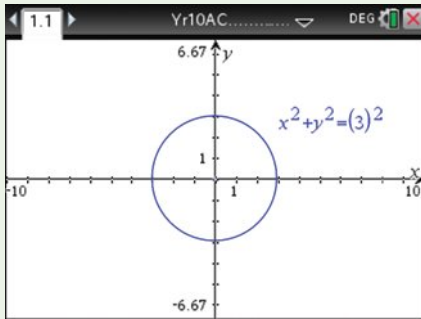 1.1 Yr10AC............ DEG
6.67 y
x²+y²=(3)²
1
x
-10 1 10
-6.67